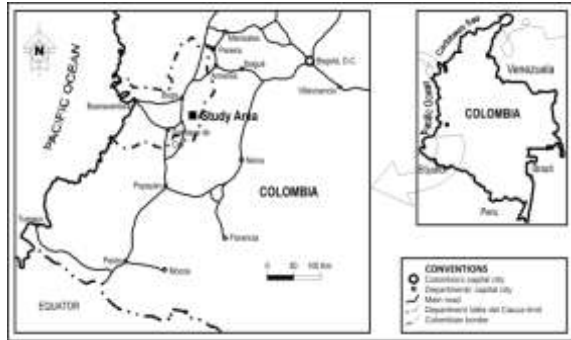 N
PACIFIC OCEAN
Manizales
Pereira
Armenia
Ibagué
Bogotá, D.C.
Villavicencio
Buenaventura
Study Area
Neiva
COLOMBIA
Popayán
Florencia
Tumaco
Pasto
Mocoa
EQUATOR
0 50 100 Km
Caribbean Sea
Venezuela
Pacific Ocean
COLOMBIA
Ecuador
Brazil
Peru
CONVENTIONS
Colombia's capital city
Departments' capital city
Main road
Department Valle del Cauca limit
Colombian border